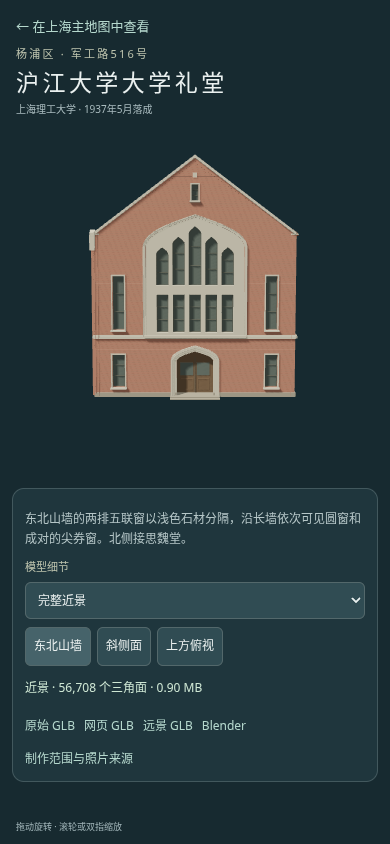 ← 在上海主地图中查看
杨浦区 · 军工路516号
沪江大学大学礼堂
上海理工大学 · 1937年5月落成
东北山墙的两排五联窗以浅色石材分隔，沿长墙依次可见圆窗和
成对的尖券窗。北侧接思魏堂。
模型细节
完整近景
东北山墙 斜侧面 上方俯视
近景 · 56,708 个三角面 · 0.90 MB
原始 GLB 网页 GLB 远景 GLB Blender
制作范围与照片来源
拖动旋转 · 滚轮或双指缩放